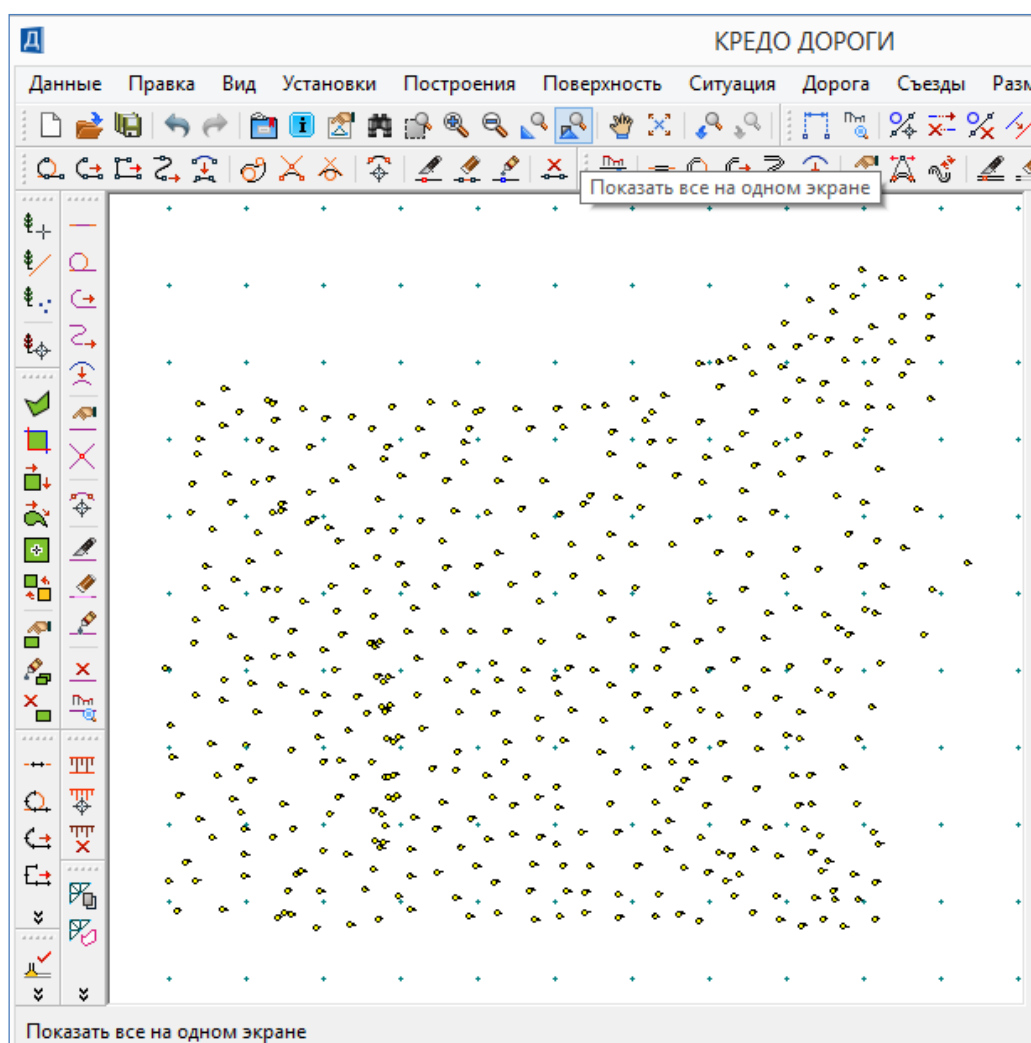 КРЕДО ДОРОГИ
Данные Правка Вид Установки Построения Поверхность Ситуация Дорога Съезды Разм
Показать все на одном экране
Показать все на одном экране